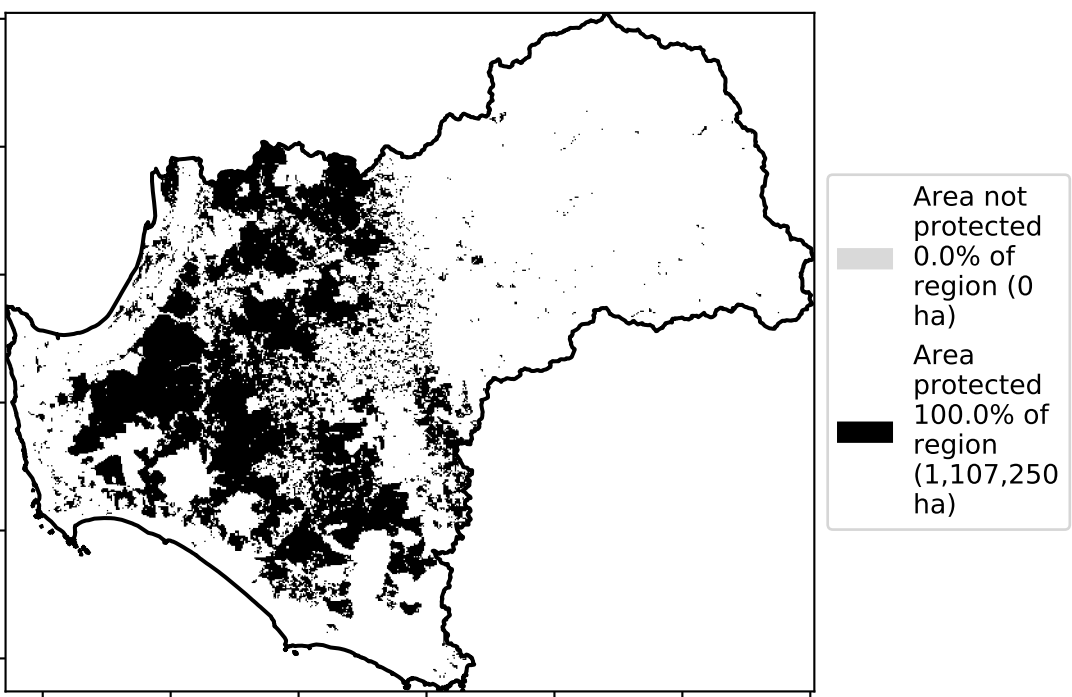 Area not
protected
0.0% of
region (0
ha)
Area
protected
100.0% of
region
(1,107,250
ha)